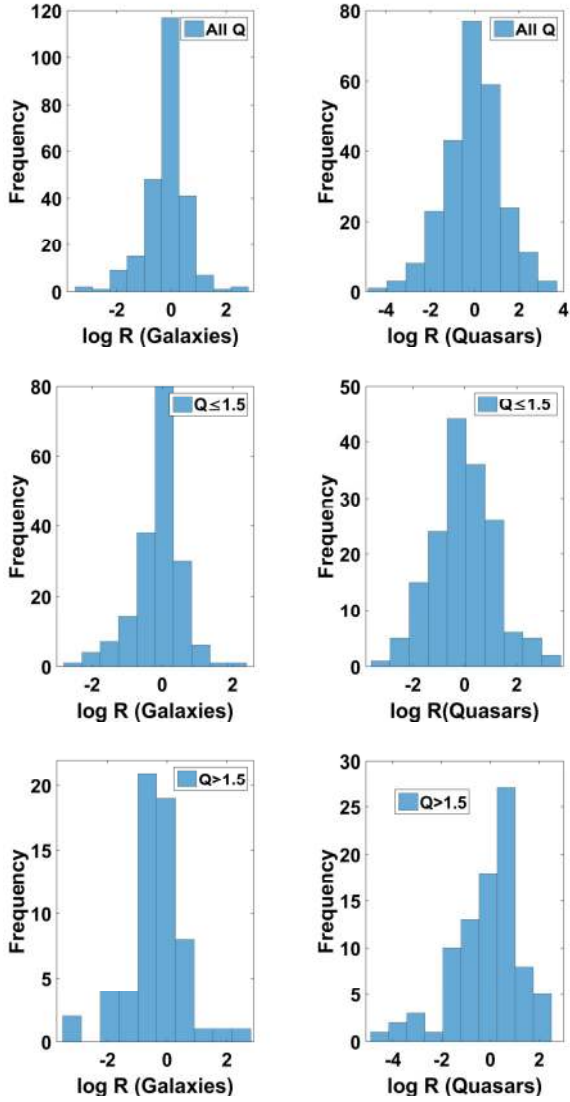 120
100
80
60
40
20
0
Frequency
All Q
-2 0 2
log R (Galaxies)
80
60
40
20
0
Frequency
All Q
-4 -2 0 2 4
log R (Quasars)
80
60
40
20
0
Frequency
Q≤1.5
-2 0 2
log R (Galaxies)
50
40
30
20
10
0
Frequency
Q≤1.5
-2 0 2
log R(Quasars)
20
15
10
5
0
Frequency
Q>1.5
-2 0 2
log R (Galaxies)
30
25
20
15
10
5
0
Frequency
Q>1.5
-4 -2 0 2
log R (Quasars)